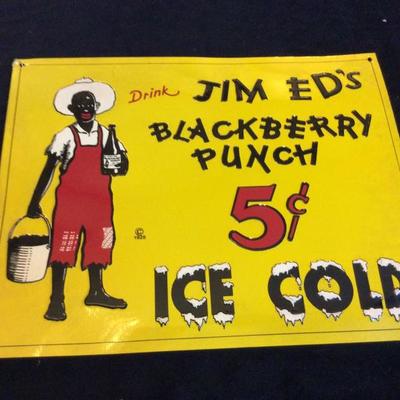 Drink JIM ED'S
BLACKBERRY
PUNCH
5¢
©
ICE COLD